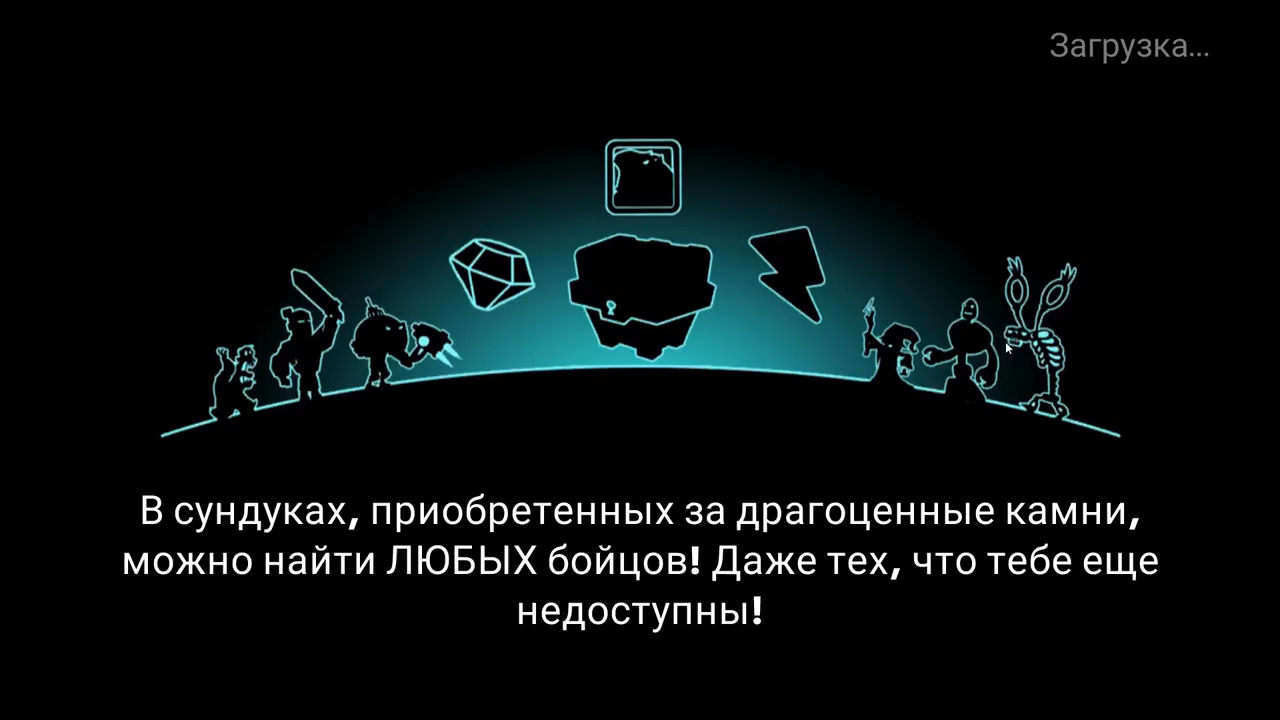 Загрузка...
В сундуках, приобретенных за драгоценные камни,
можно найти ЛЮБЫХ бойцов! Даже тех, что тебе еще
недоступны!